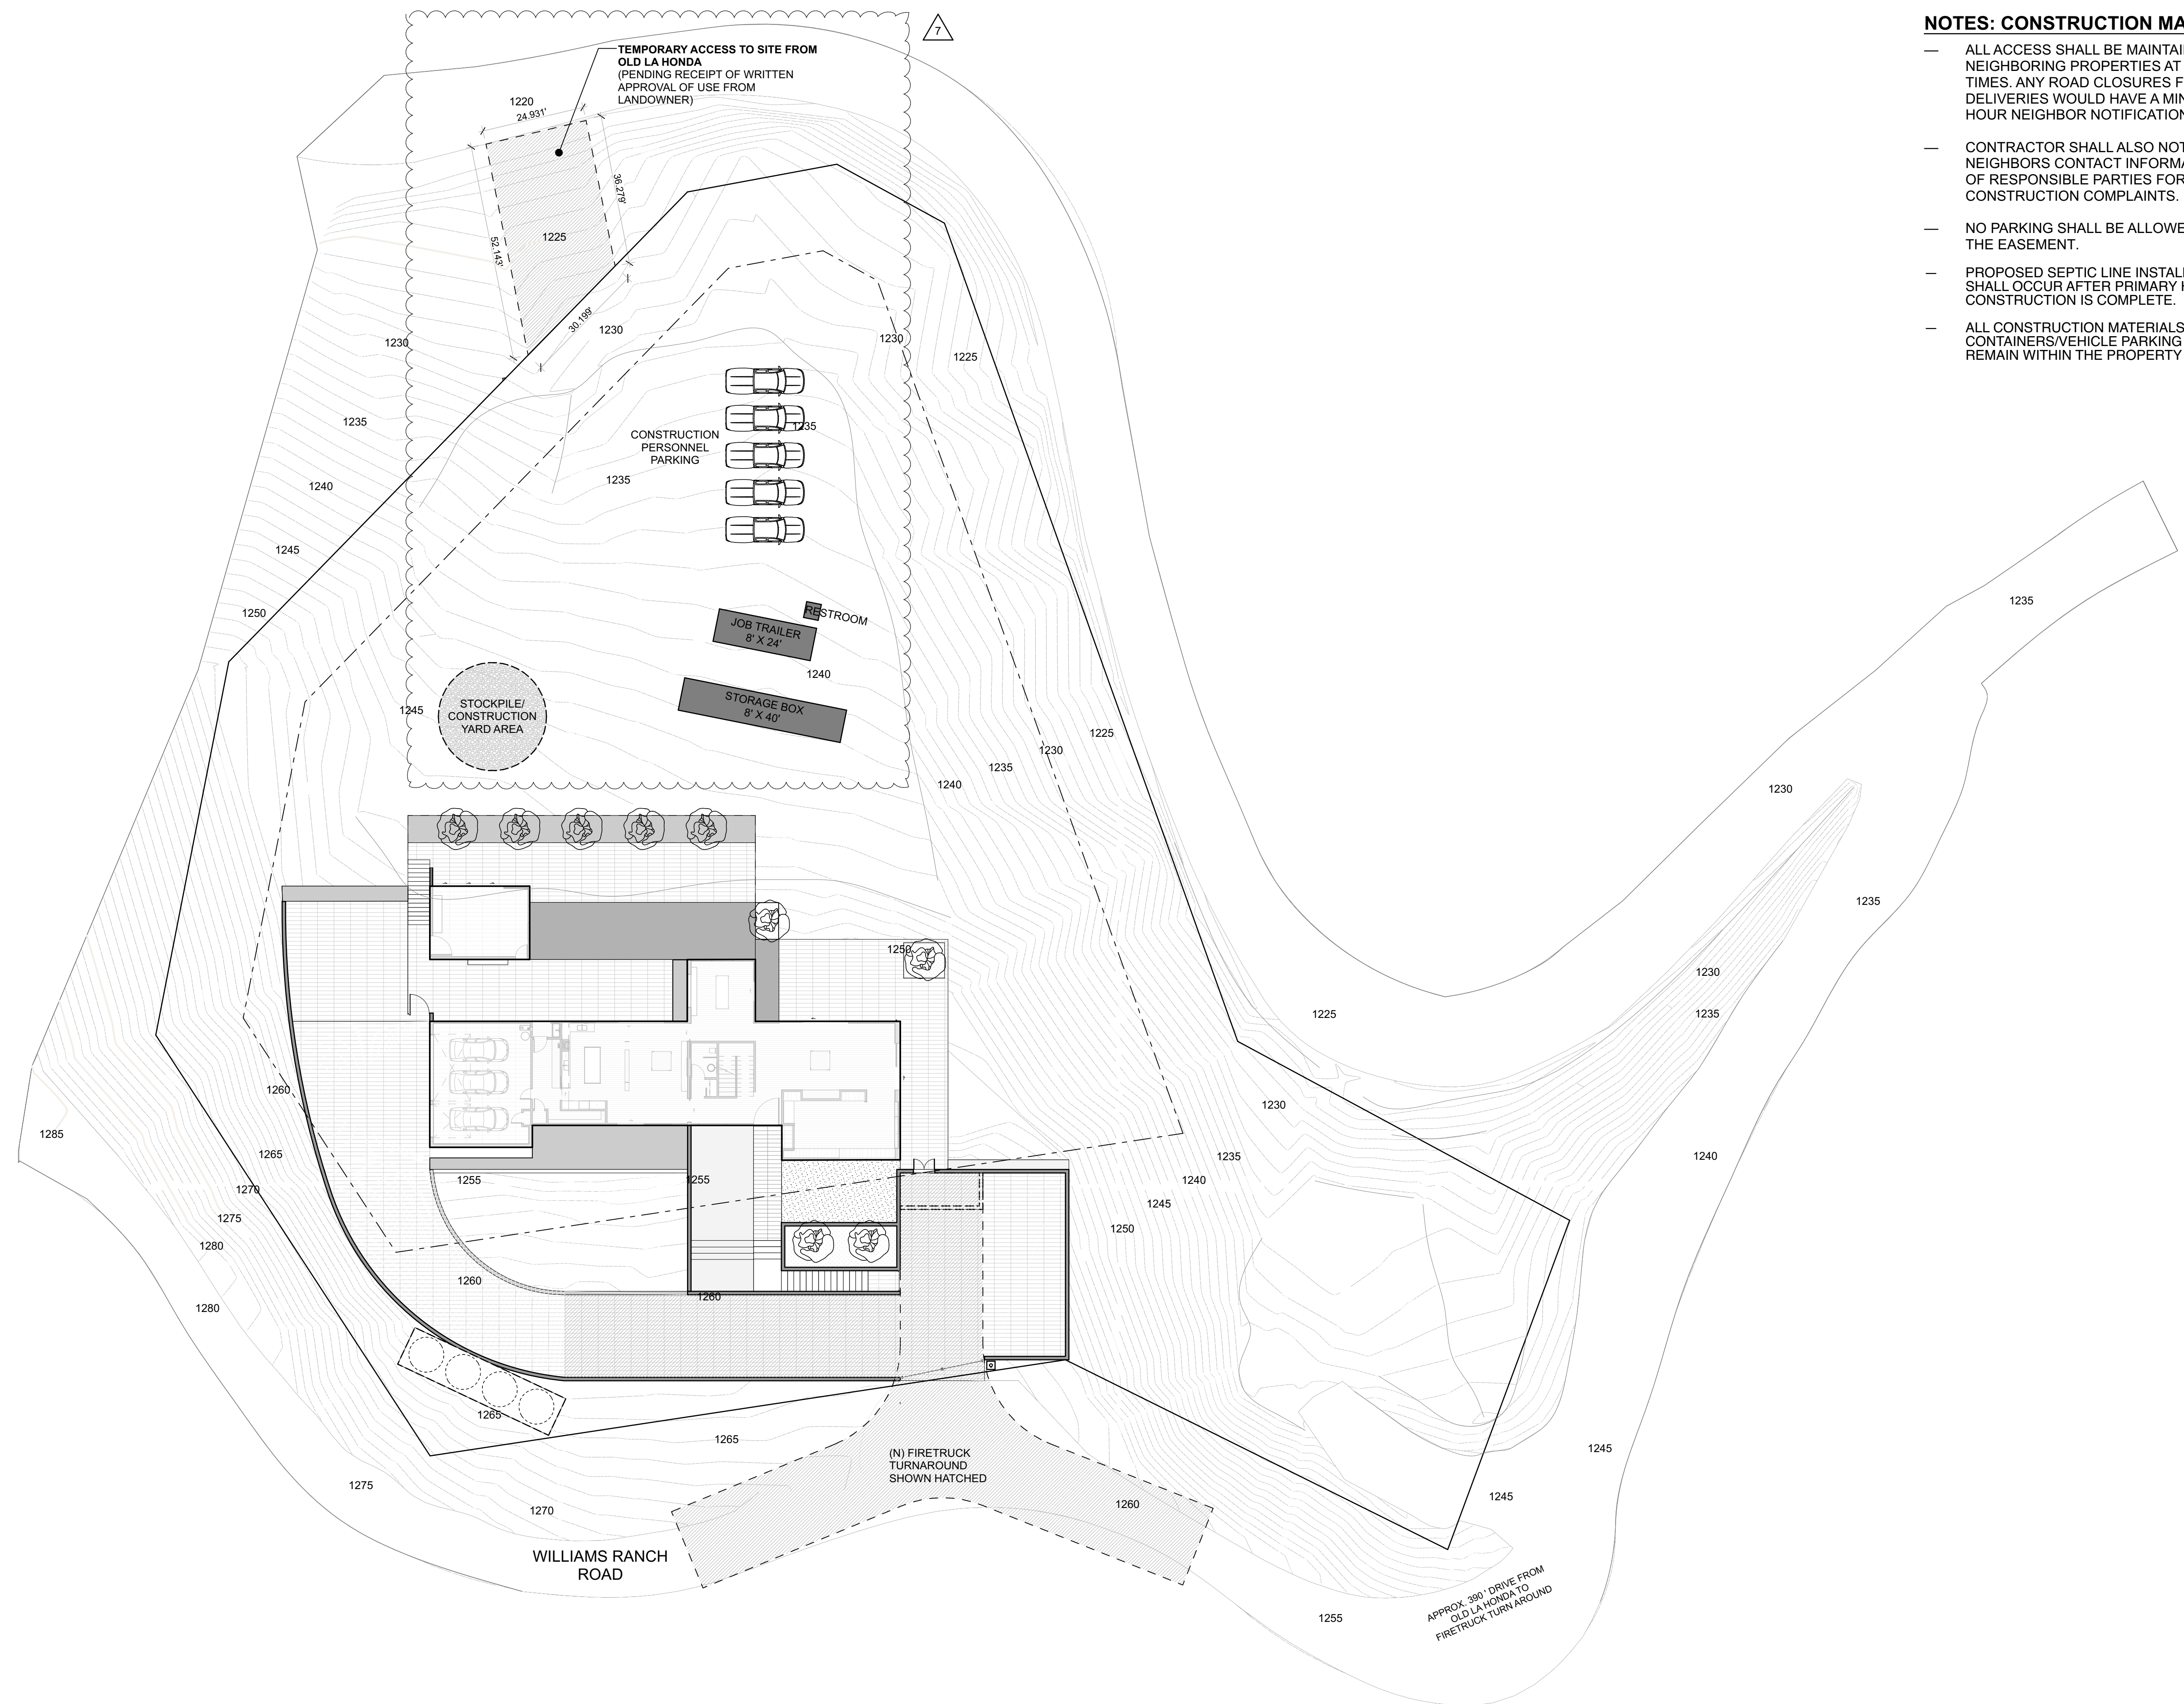 7
TEMPORARY ACCESS TO SITE FROM
OLD LA HONDA
(PENDING RECEIPT OF WRITTEN
APPROVAL OF USE FROM
LANDOWNER)
1220
24.931'
36.279'
52.143'
1225
30.199'
1230
1230
1230
1225
1235
1235
CONSTRUCTION
PERSONNEL
PARKING
1235
1240
1245
1250
RESTROOM
JOB TRAILER
8' X 24'
1240
STORAGE BOX
8' X 40'
STOCKPILE/
CONSTRUCTION
YARD AREA
1245
1225
1230
1235
1240
1235
1230
1235
1250
1230
1235
1225
1260
1230
1285
1265
1235
1240
1255
1255
1240
1270
1245
1275
1250
1280
1260
1260
1280
1265
1265
1245
(N) FIRETRUCK
TURNAROUND
SHOWN HATCHED
1275
1245
1260
1270
WILLIAMS RANCH
ROAD
1255
APPROX. 390 ' DRIVE FROM
OLD LA HONDA TO
FIRETRUCK TURN AROUND
NOTES: CONSTRUCTION MA
— ALL ACCESS SHALL BE MAINTAI
NEIGHBORING PROPERTIES AT
TIMES. ANY ROAD CLOSURES F
DELIVERIES WOULD HAVE A MIN
HOUR NEIGHBOR NOTIFICATION
— CONTRACTOR SHALL ALSO NOT
NEIGHBORS CONTACT INFORMA
OF RESPONSIBLE PARTIES FOR
CONSTRUCTION COMPLAINTS.
— NO PARKING SHALL BE ALLOWE
THE EASEMENT.
— PROPOSED SEPTIC LINE INSTAL
SHALL OCCUR AFTER PRIMARY H
CONSTRUCTION IS COMPLETE.
— ALL CONSTRUCTION MATERIALS
CONTAINERS/VEHICLE PARKING
REMAIN WITHIN THE PROPERTY